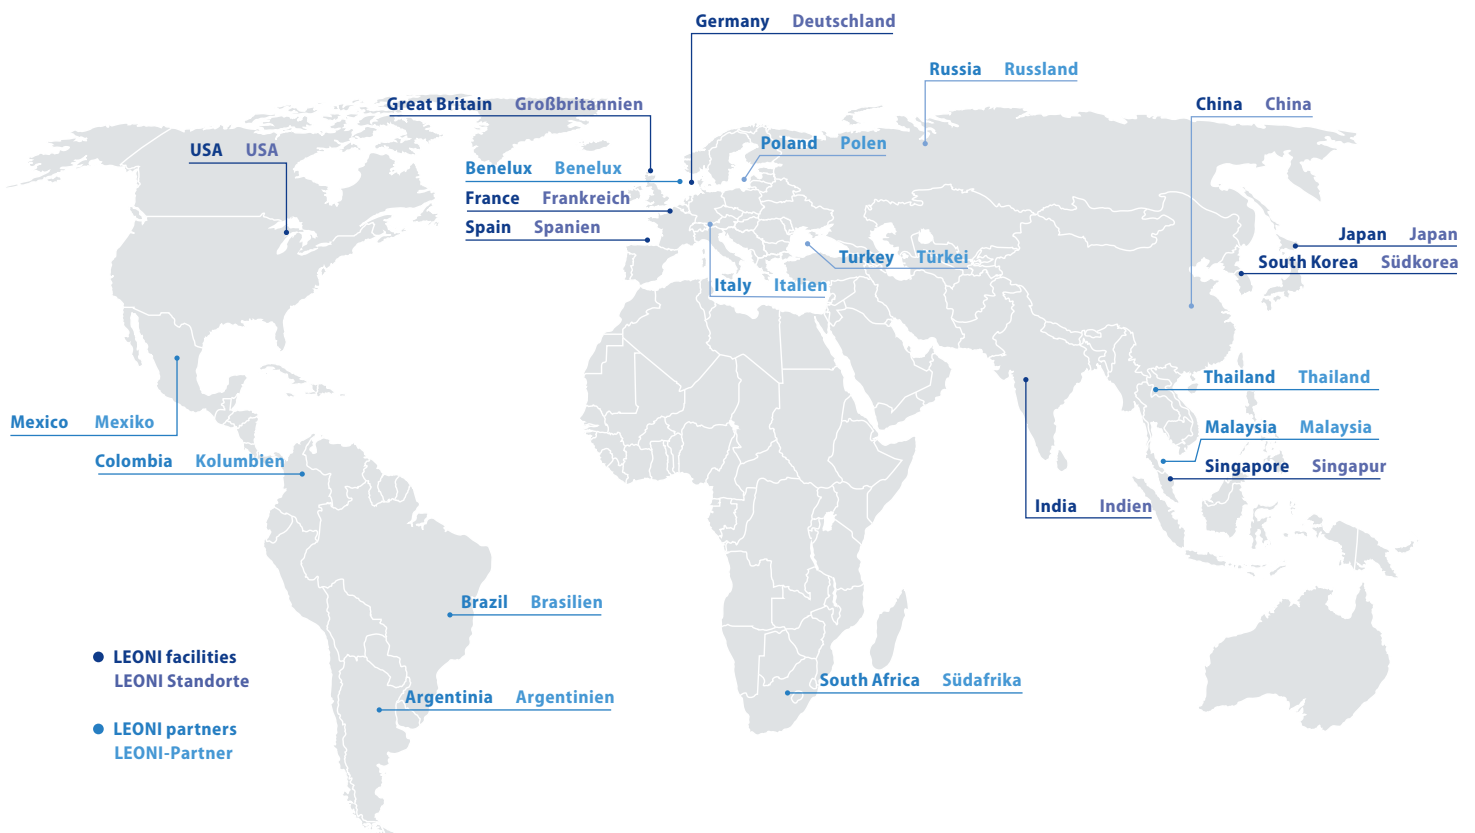 Germany Deutschland
Russia Russland
Great Britain Großbritannien
China China
USA USA
Poland Polen
Benelux Benelux
France Frankreich
Spain Spanien
Japan Japan
Turkey Türkei
South Korea Südkorea
Italy Italien
Thailand Thailand
Mexico Mexiko
Malaysia Malaysia
Colombia Kolumbien
Singapore Singapur
India Indien
Brazil Brasilien
LEONI facilities
LEONI Standorte
South Africa Südafrika
Argentinia Argentinien
LEONI partners
LEONI-Partner